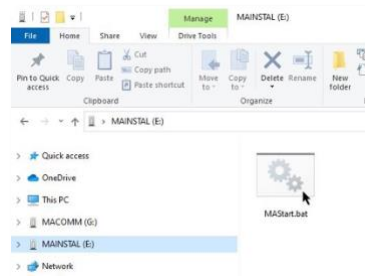 Manage MAINSTAL (E:)
File Home Share View Drive Tools
Pin to Quick access Copy Paste
Cut
Copy path
Paste shortcut
Move to Copy to Delete Rename New folder
Clipboard Organize
MAINSTAL (E:)
Quick access
OneDrive
This PC
MACOMM (G:)
MAINSTAL (E:)
Network
MAStart.bat